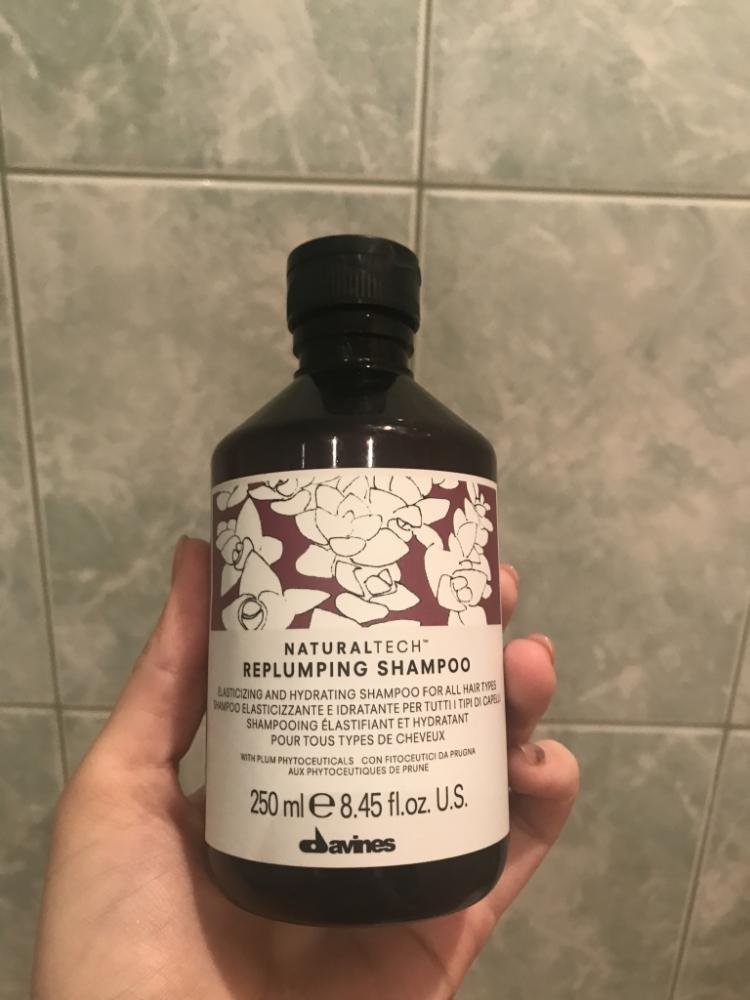 NATURALTECH™
REPLUMPING SHAMPOO
ELASTICIZING AND HYDRATING SHAMPOO FOR ALL HAIR TYPES
SHAMPOO ELASTICIZZANTE E IDRATANTE PER TUTTI I TIPI DI CAPELLI
SHAMPOOING ÉLASTIFIANT ET HYDRATANT
POUR TOUS TYPES DE CHEVEUX
WITH PLUM PHYTOCEUTICALS CON FITOCEUTICI DA PRUGNA
AUX PHYTOCEUTIQUES DE PRUNE
250 ml ℮ 8.45 fl.oz. U.S.
davines